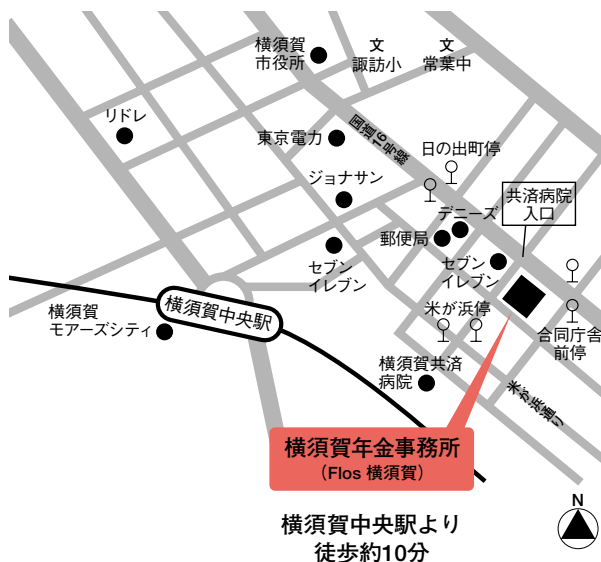 横須賀
市役所
文
諏訪小
文
常葉中
リドレ
東京電力
国道16号線
日の出町停
ジョナサン
共済病院
入口
デニーズ
郵便局
セブン
イレブン
セブン
イレブン
横須賀中央駅
横須賀
モアーズシティ
米が浜停
合同庁舎
前停
横須賀共済
病院
米が浜通り
横須賀年金事務所
(Flos 横須賀)
横須賀中央駅より
徒歩約10分
N